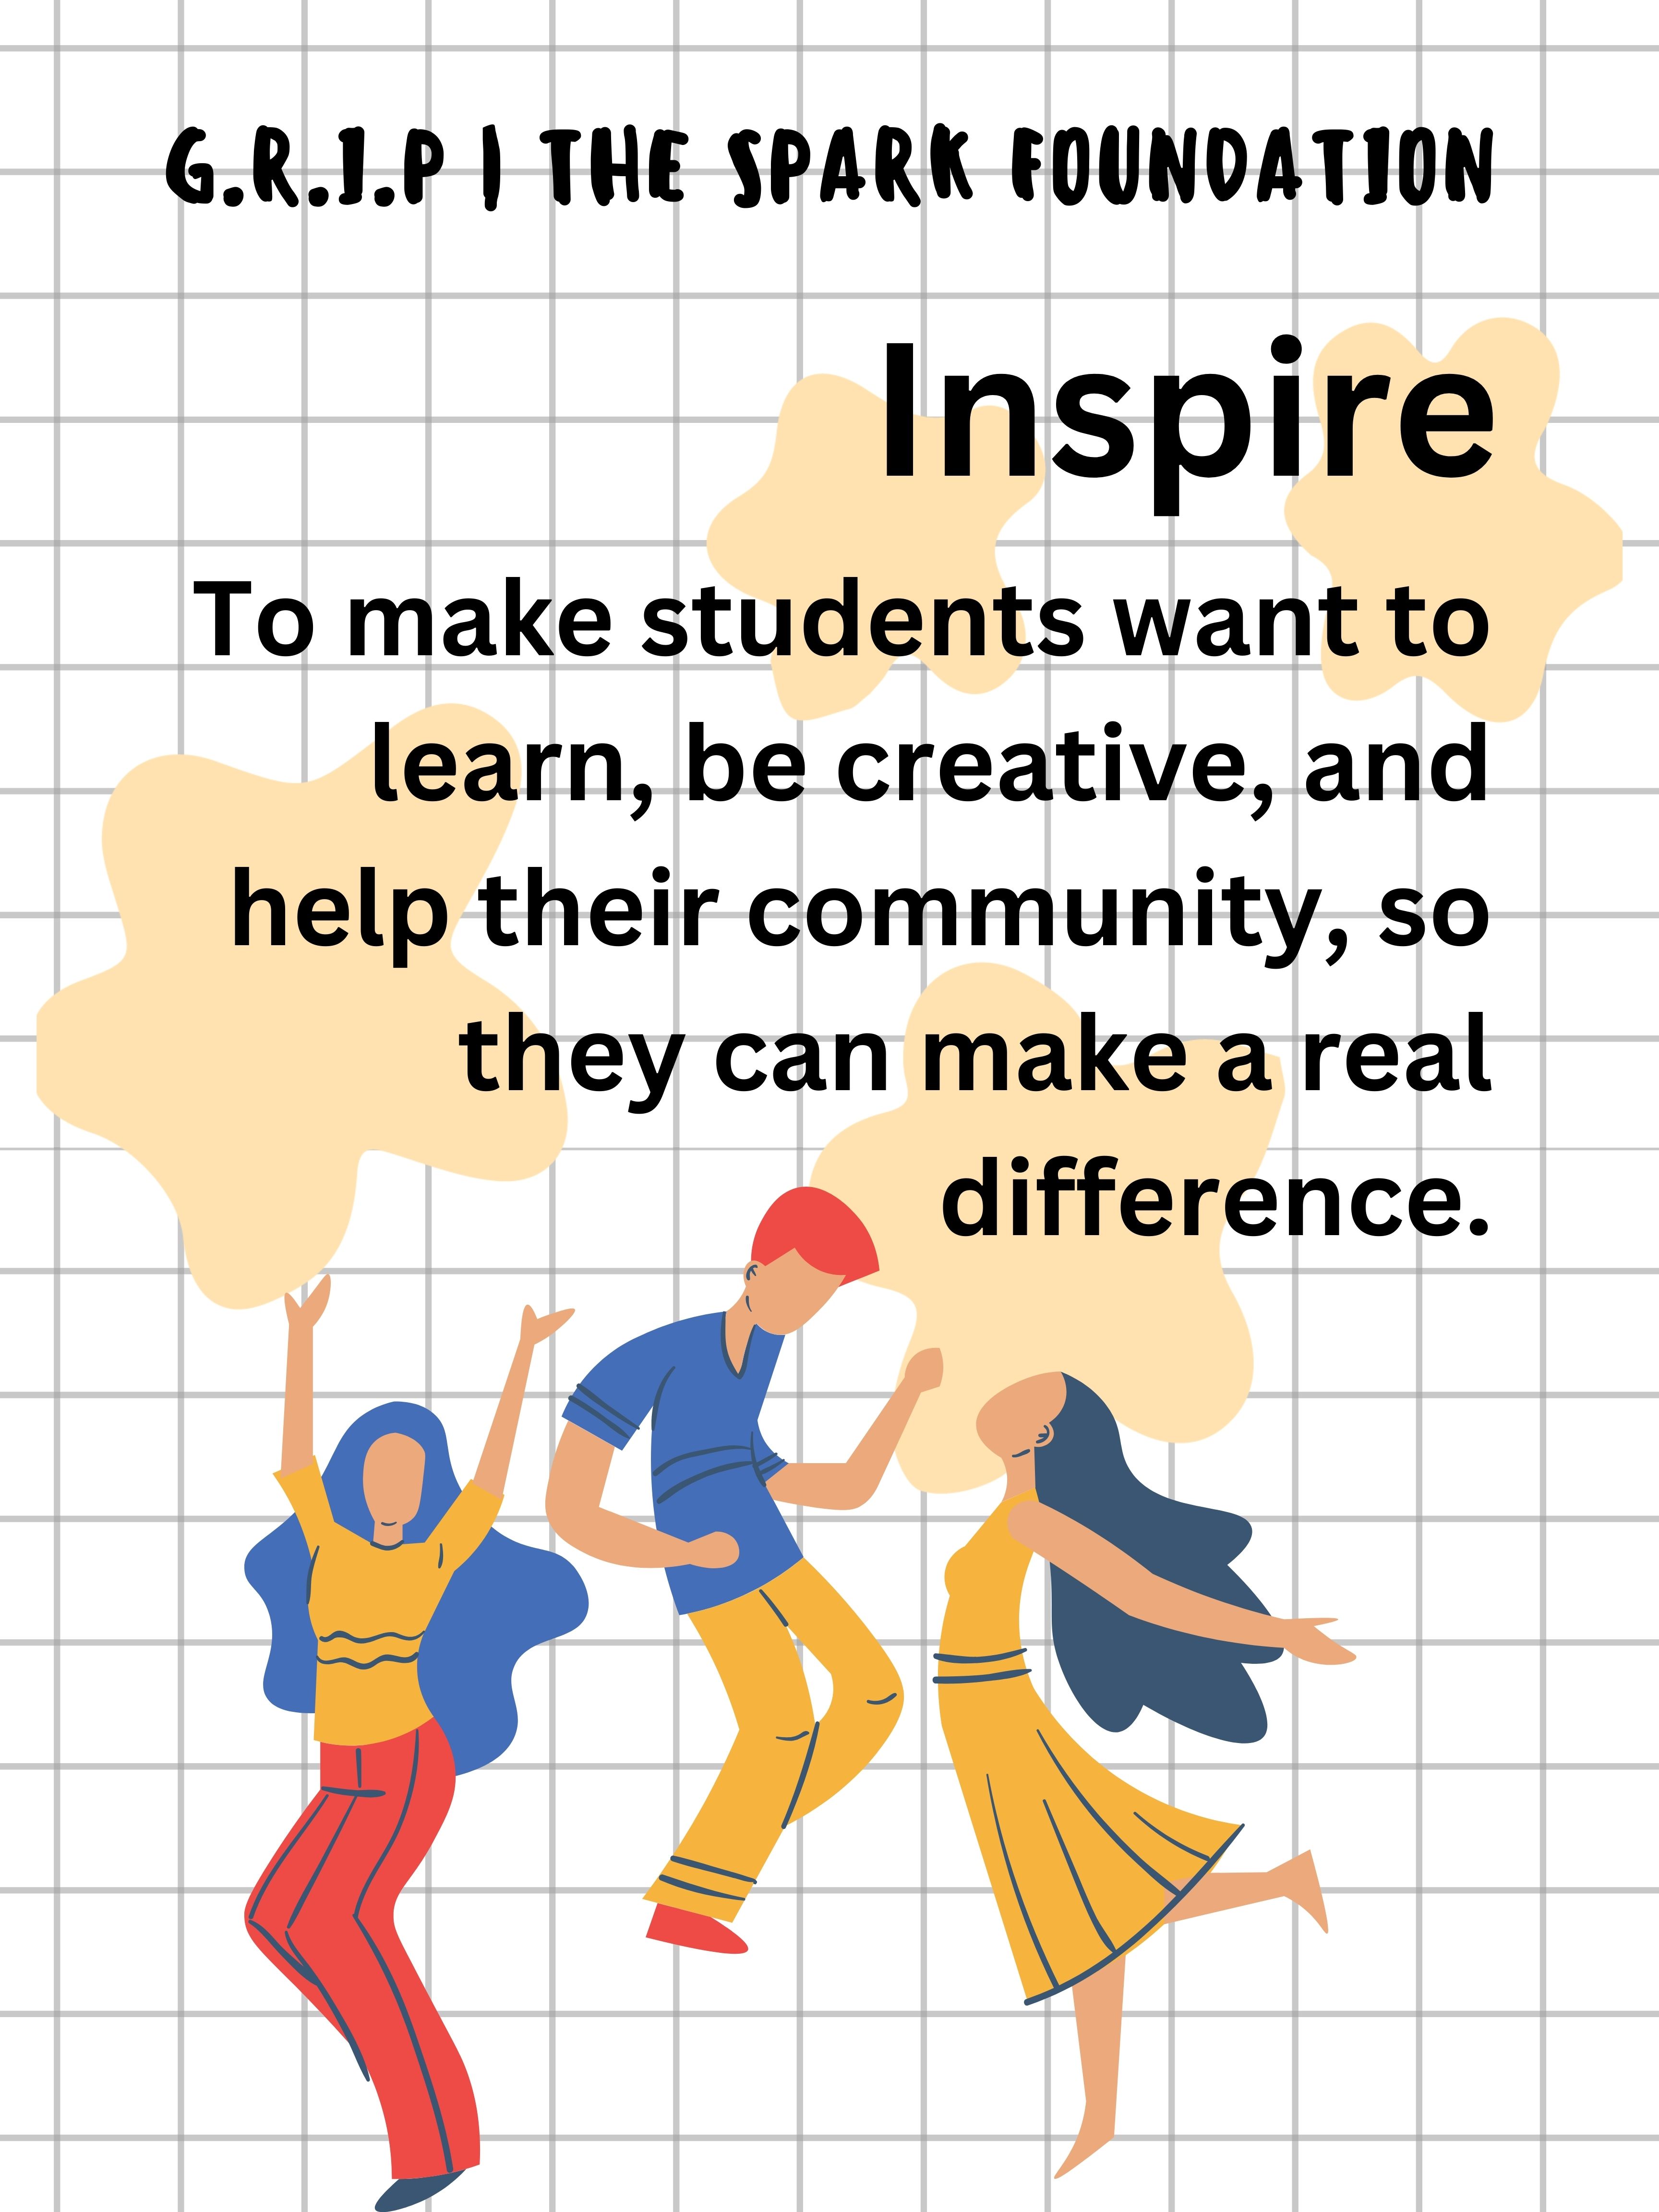 G.R.I.P | THE SPARK FOUNDATION
Inspire
To make students want to
learn, be creative, and
help their community, so
they can make a real
difference.